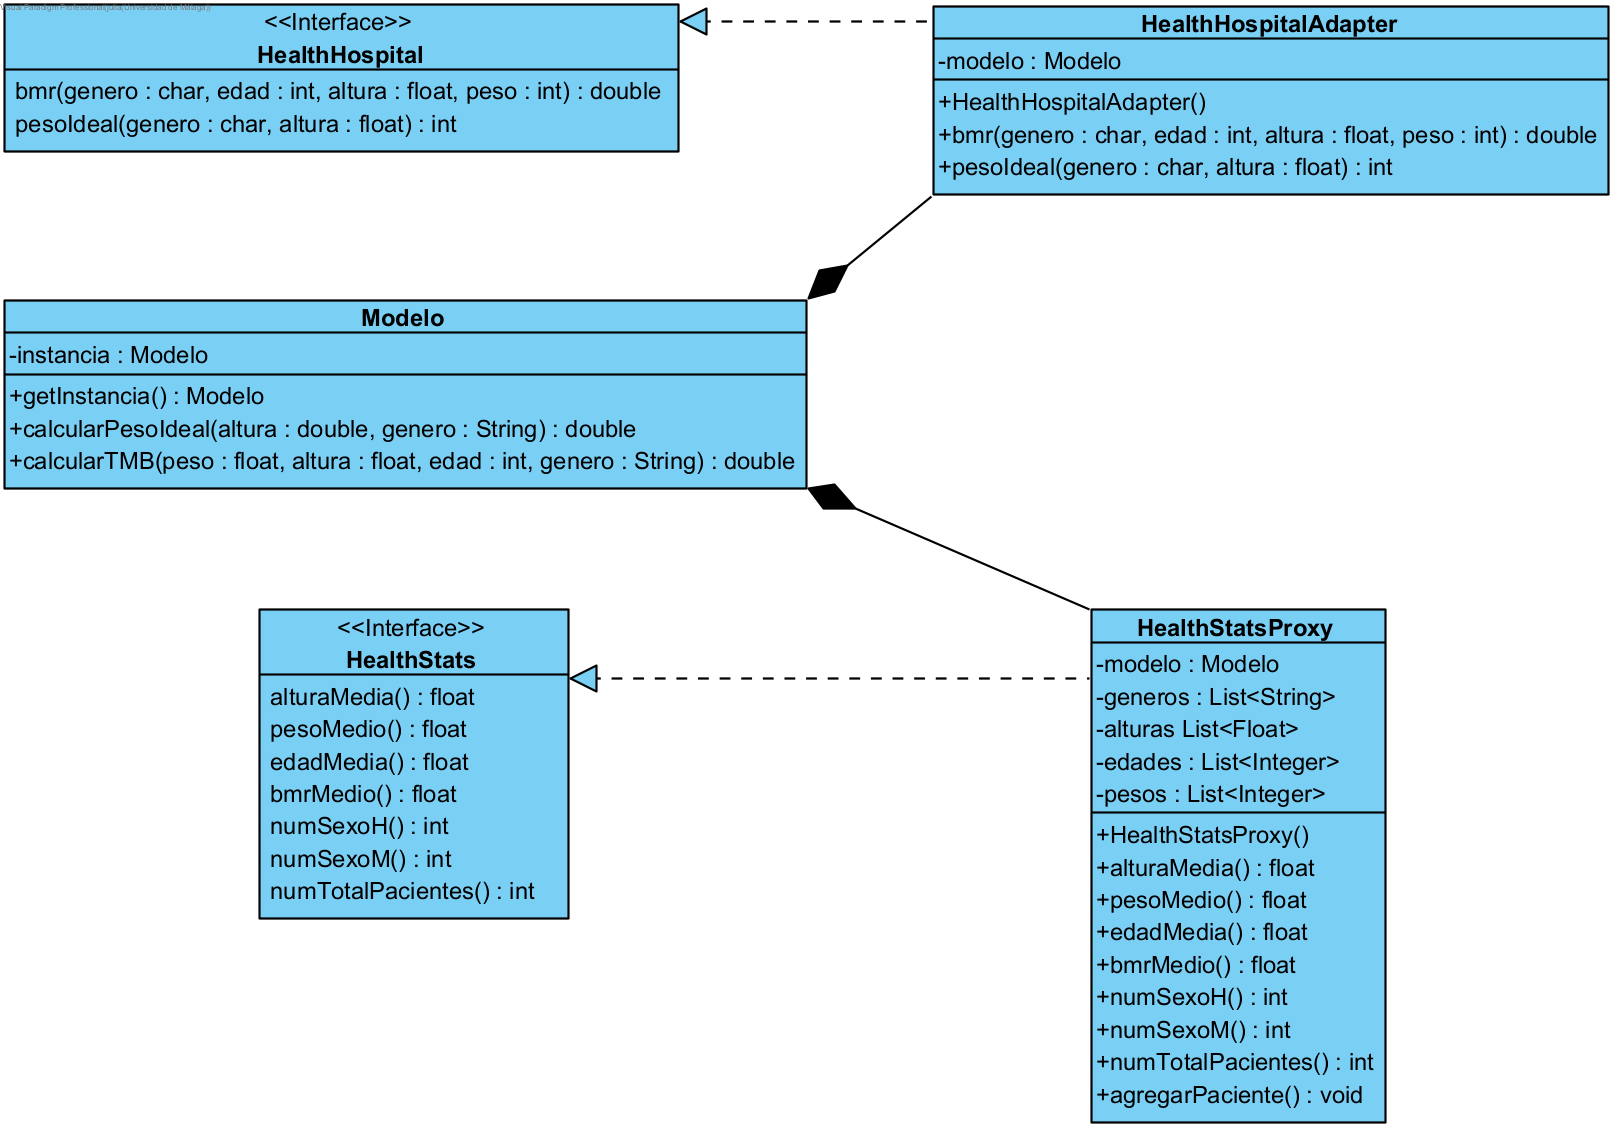 Visual Paradigm Professional(julia(Universidad de Malaga))
<<Interface>>
HealthHospital
bmr(genero : char, edad : int, altura : float, peso : int) : double
pesoIdeal(genero : char, altura : float) : int
HealthHospitalAdapter
-modelo : Modelo
+HealthHospitalAdapter()
+bmr(genero : char, edad : int, altura : float, peso : int) : double
+pesoIdeal(genero : char, altura : float) : int
Modelo
-instancia : Modelo
+getInstancia() : Modelo
+calcularPesoIdeal(altura : double, genero : String) : double
+calcularTMB(peso : float, altura : float, edad : int, genero : String) : double
<<Interface>>
HealthStats
alturaMedia() : float
pesoMedio() : float
edadMedia() : float
bmrMedio() : float
numSexoH() : int
numSexoM() : int
numTotalPacientes() : int
HealthStatsProxy
-modelo : Modelo
-generos : List<String>
-alturas List<Float>
-edades : List<Integer>
-pesos : List<Integer>
+HealthStatsProxy()
+alturaMedia() : float
+pesoMedio() : float
+edadMedia() : float
+bmrMedio() : float
+numSexoH() : int
+numSexoM() : int
+numTotalPacientes() : int
+agregarPaciente() : void